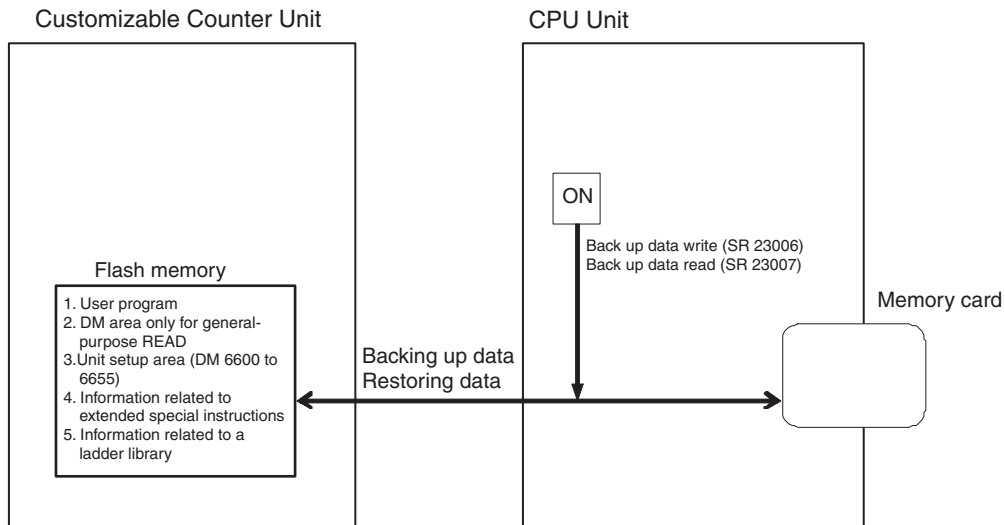 Customizable Counter Unit
CPU Unit
ON
Back up data write (SR 23006)
Back up data read (SR 23007)
Flash memory
1. User program
2. DM area only for general-
purpose READ
3.Unit setup area (DM 6600 to
6655)
4. Information related to
extended special instructions
5. Information related to a
ladder library
Backing up data
Restoring data
Memory card